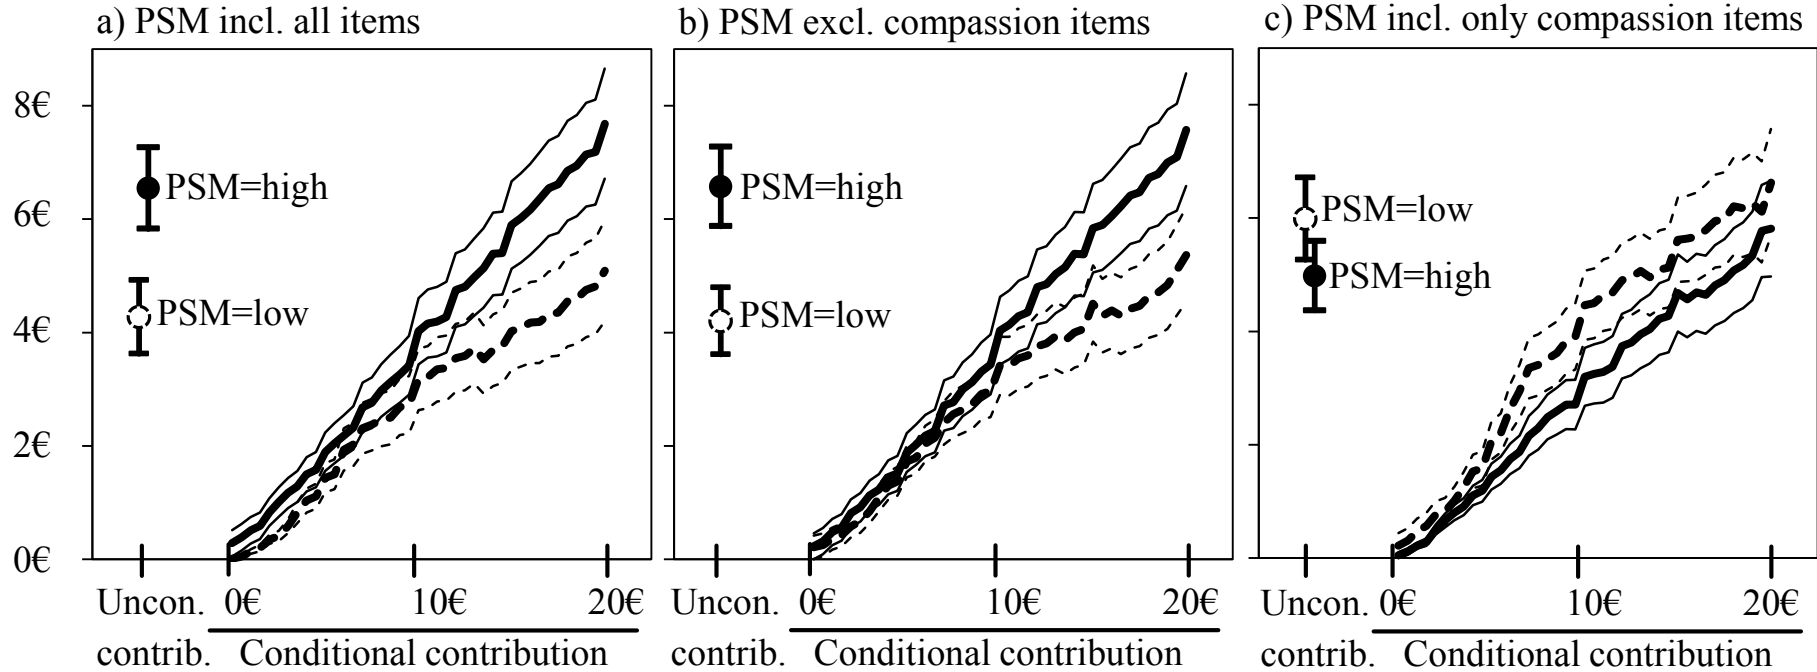 a) PSM incl. all items
b) PSM excl. compassion items
c) PSM incl. only compassion items
8€
6€
4€
2€
0€
PSM=high
PSM=low
PSM=high
PSM=low
PSM=low
PSM=high
Uncon. 0€ 10€ 20€
contrib. Conditional contribution
Uncon. 0€ 10€ 20€
contrib. Conditional contribution
Uncon. 0€ 10€ 20€
contrib. Conditional contribution